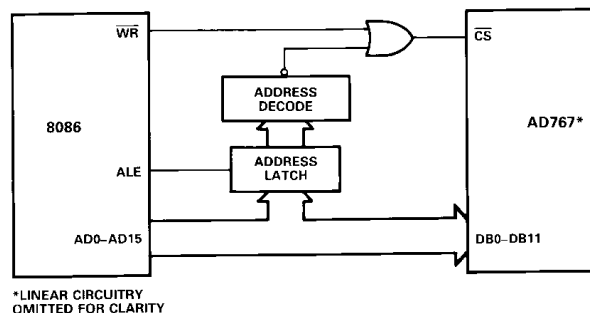 WR
CS
ADDRESS
DECODE
8086
AD767*
ADDRESS
LATCH
ALE
AD0–AD15
DB0–DB11
*LINEAR CIRCUITRY
OMITTED FOR CLARITY